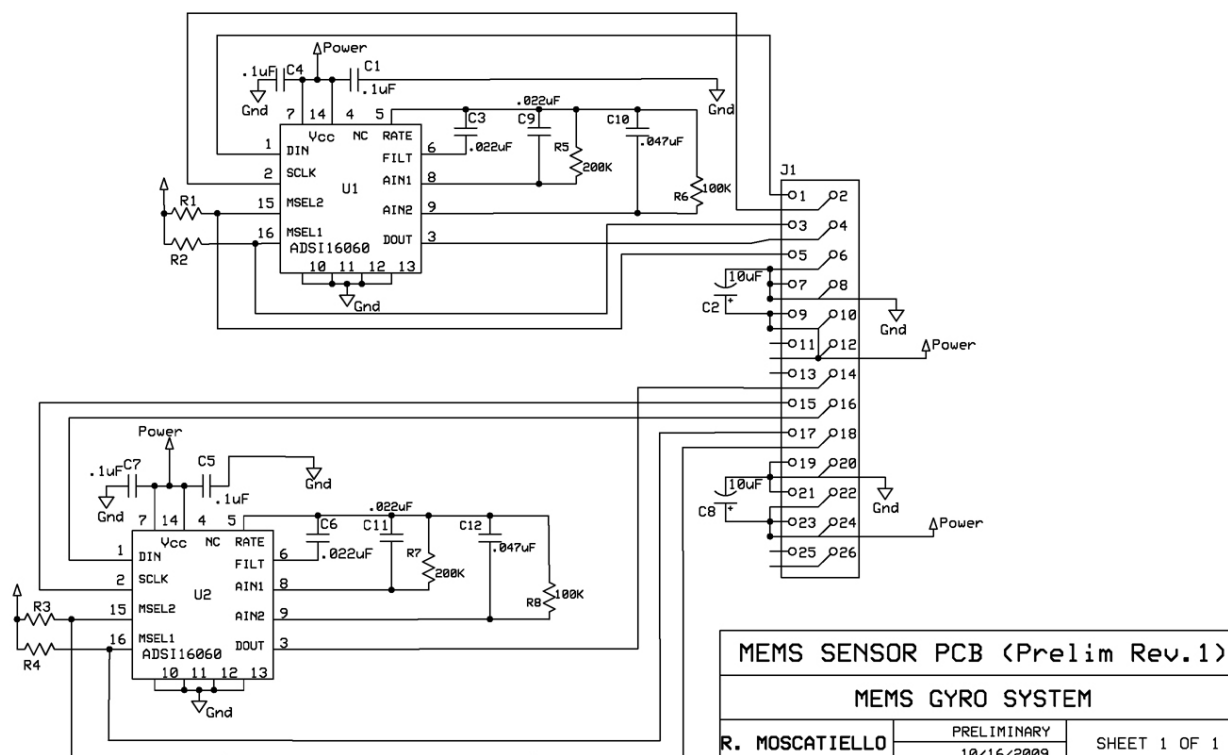 Power
.1uF C4 C1 .1uF
Gnd Gnd
7 14 4 5
Vcc NC RATE
.022uF
C3 C9 C10
.022uF R5 .047uF
200K
1 DIN FILT 6
2 SCLK AIN1 8
U1
R6 100K
R1 15 MSEL2 AIN2 9
R2 16 MSEL1 DOUT 3
ADSI16060
10 11 12 13
Gnd
J1
1 2
3 4
5 6
10uF
7 8
C2 +
9 10
Gnd
11 12
Power
13 14
15 16
17 18
19 20
10uF
21 22
Gnd
C8 +
23 24
Power
25 26
Power
.1uF C7 C5
.1uF
Gnd Gnd
7 14 4 5
Vcc NC RATE
.022uF
C6 C11 C12
.022uF R7 .047uF
200K
1 DIN FILT 6
2 SCLK AIN1 8
U2
R8 100K
R3 15 MSEL2 AIN2 9
R4 16 MSEL1 DOUT 3
ADSI16060
10 11 12 13
Gnd
MEMS SENSOR PCB (Prelim Rev.1)
MEMS GYRO SYSTEM
R. MOSCATIELLO
PRELIMINARY
10/16/2009
SHEET 1 OF 1